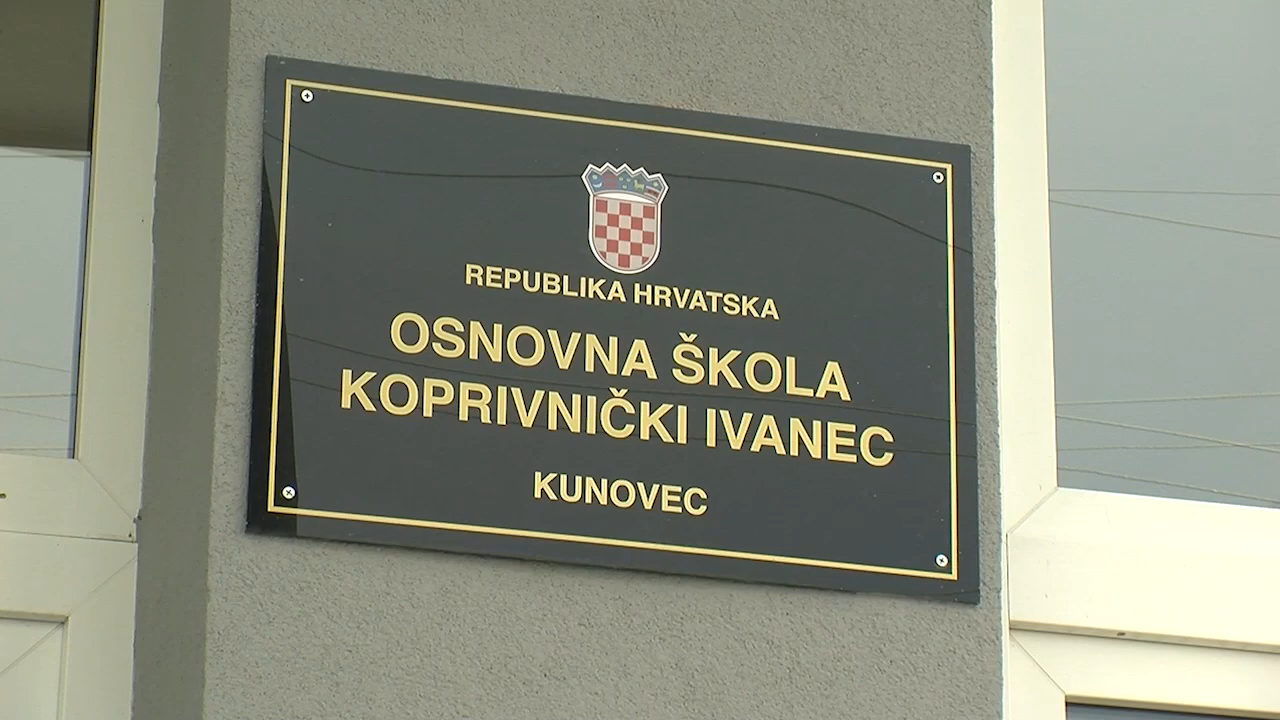 REPUBLIKA HRVATSKA
OSNOVNA ŠKOLA
KOPRIVNIČKI IVANEC
KUNOVEC